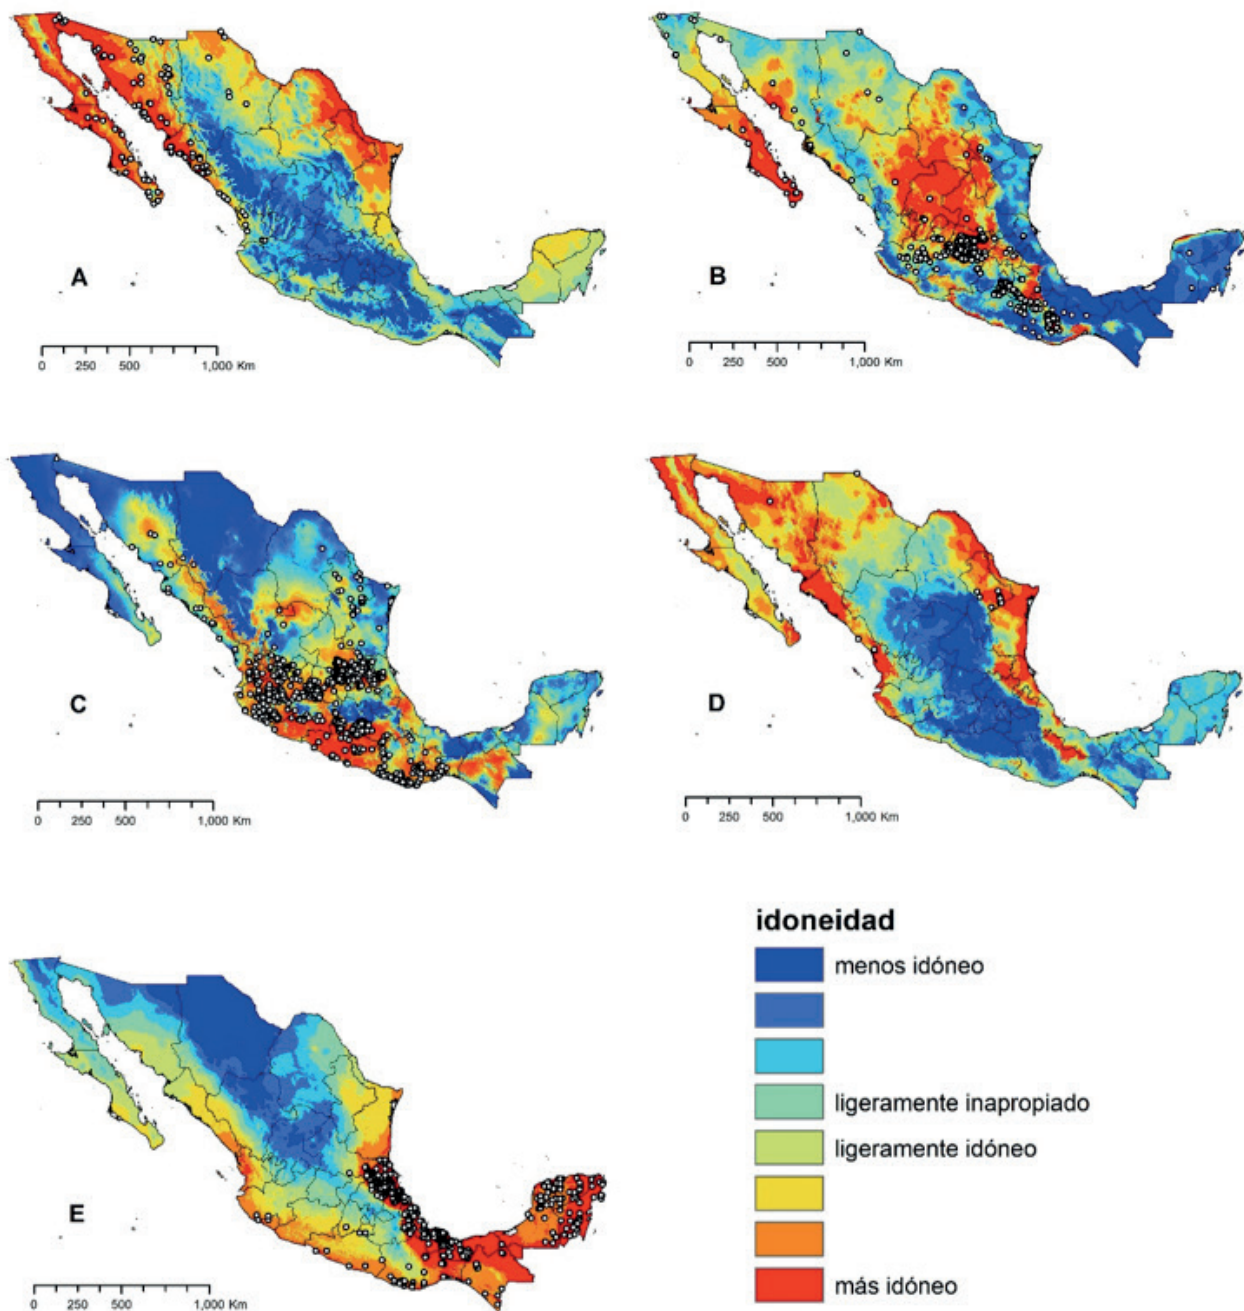 A
0 250 500 1,000 Km
B
0 250 500 1,000 Km
C
0 250 500 1,000 Km
D
0 250 500 1,000 Km
E
0 250 500 1,000 Km
idoneidad
menos idóneo
ligeramente inapropiado
ligeramente idóneo
más idóneo